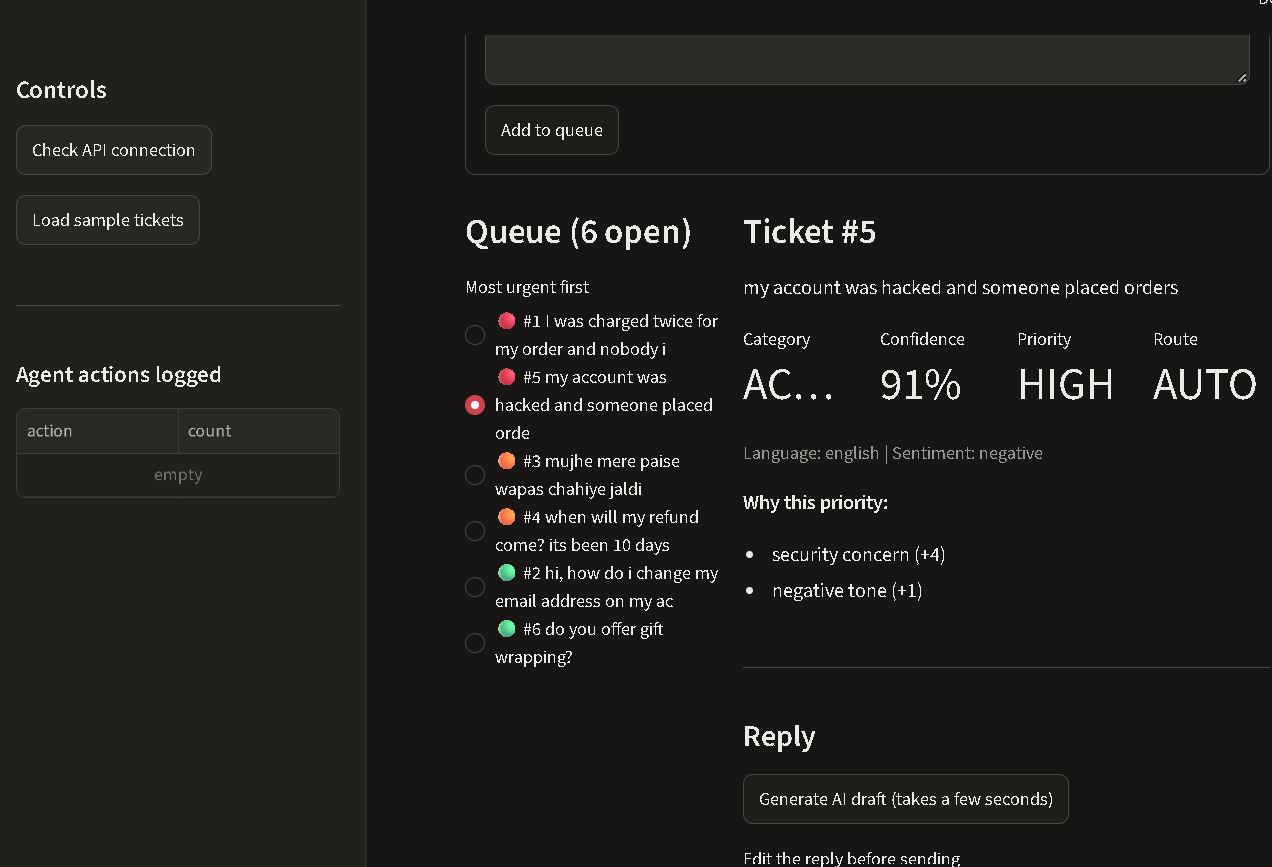 Controls
Check API connection
Load sample tickets
Agent actions logged
action count
empty
Add to queue
Queue (6 open)
Most urgent first
#1 I was charged twice for
my order and nobody i
#5 my account was
hacked and someone placed
orde
#3 mujhe mere paise
wapas chahiye jaldi
#4 when will my refund
come? its been 10 days
#2 hi, how do i change my
email address on my ac
#6 do you offer gift
wrapping?
Ticket #5
my account was hacked and someone placed orders
Category Confidence Priority Route
AC... 91% HIGH AUTO
Language: english | Sentiment: negative
Why this priority:
• security concern (+4)
• negative tone (+1)
Reply
Generate AI draft (takes a few seconds)
Edit the reply before sending